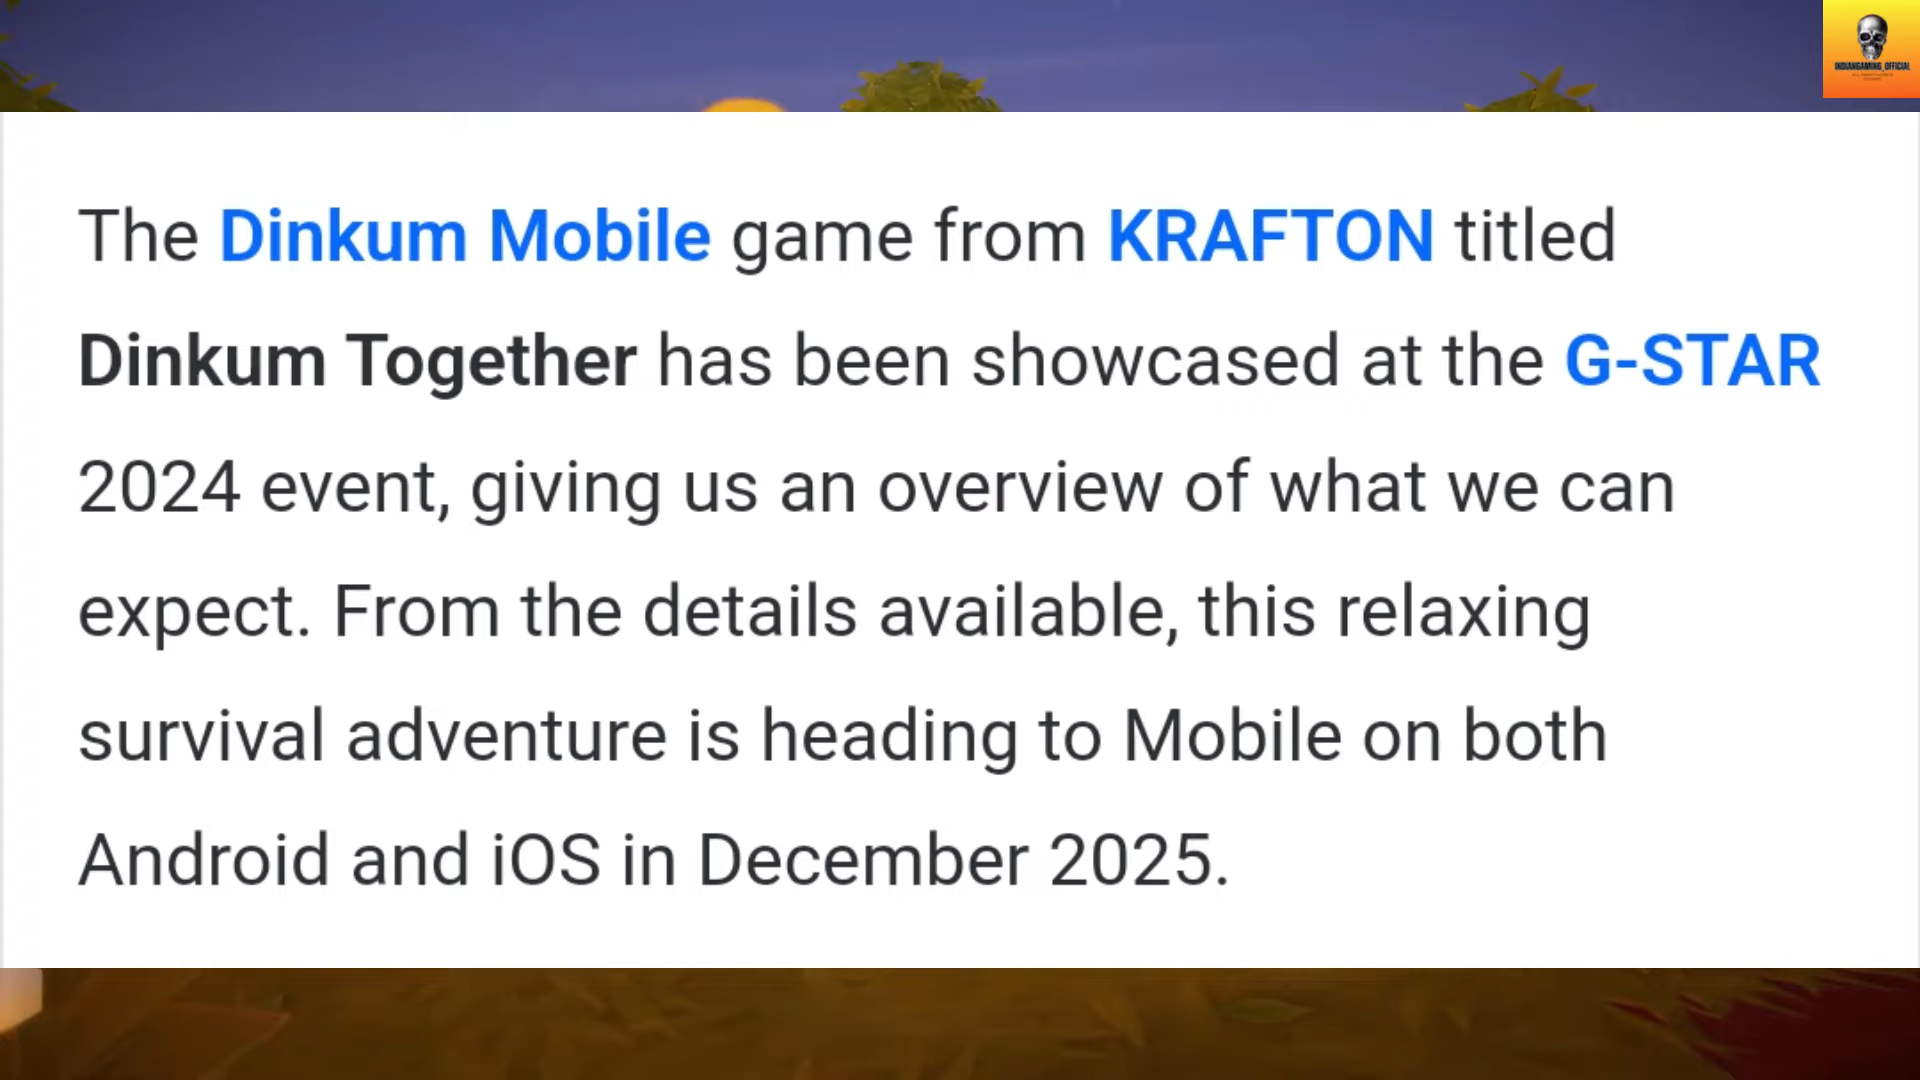 INDIANGAMING_OFFICIAL
The Dinkum Mobile game from KRAFTON titled
Dinkum Together has been showcased at the G-STAR
2024 event, giving us an overview of what we can
expect. From the details available, this relaxing
survival adventure is heading to Mobile on both
Android and iOS in December 2025.